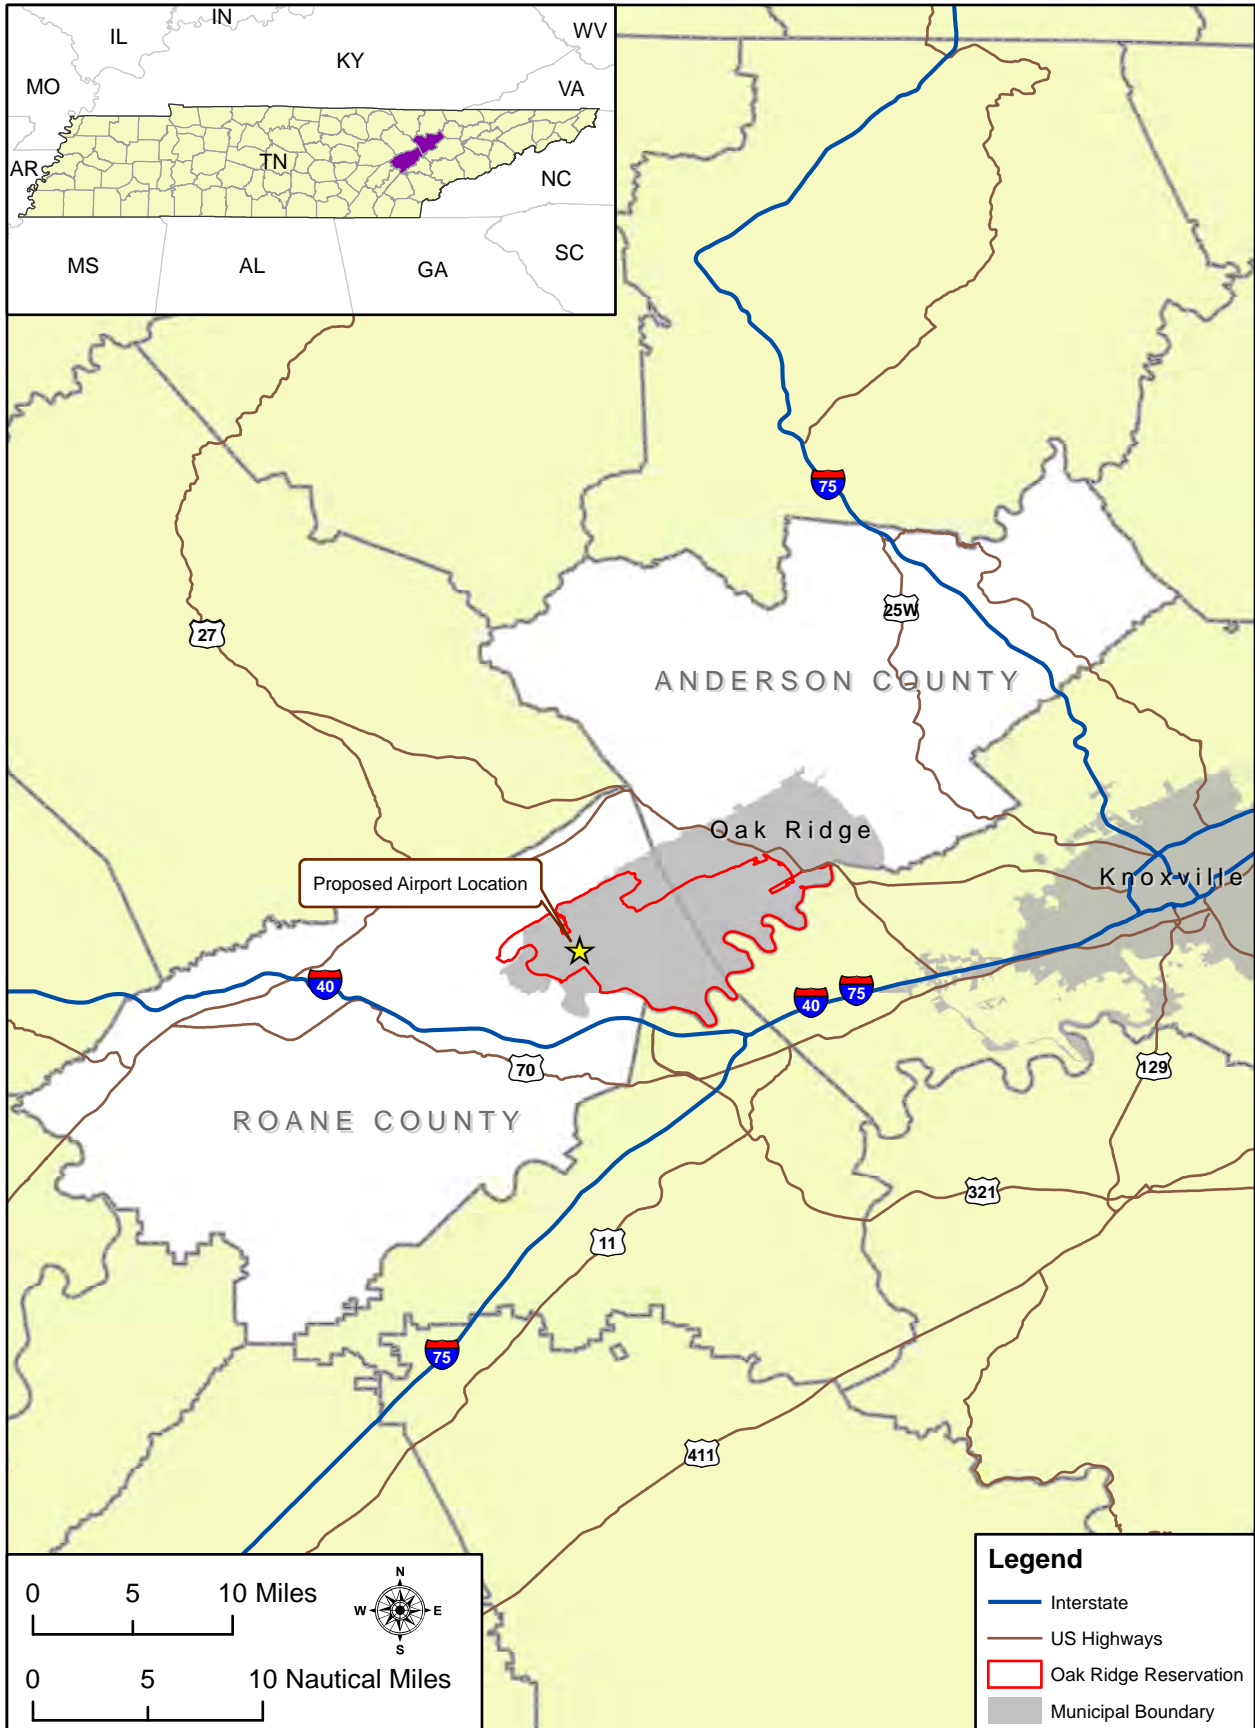 IN
IL
WV
KY
MO
VA
TN
AR
NC
SC
MS
AL
GA
75
25W
27
ANDERSON COUNTY
Oak Ridge
Proposed Airport Location
Knoxville
40
75
40
70
129
ROANE COUNTY
321
11
75
411
0 5 10 Miles
N
W E
S
0 5 10 Nautical Miles
Legend
Interstate
US Highways
Oak Ridge Reservation
Municipal Boundary